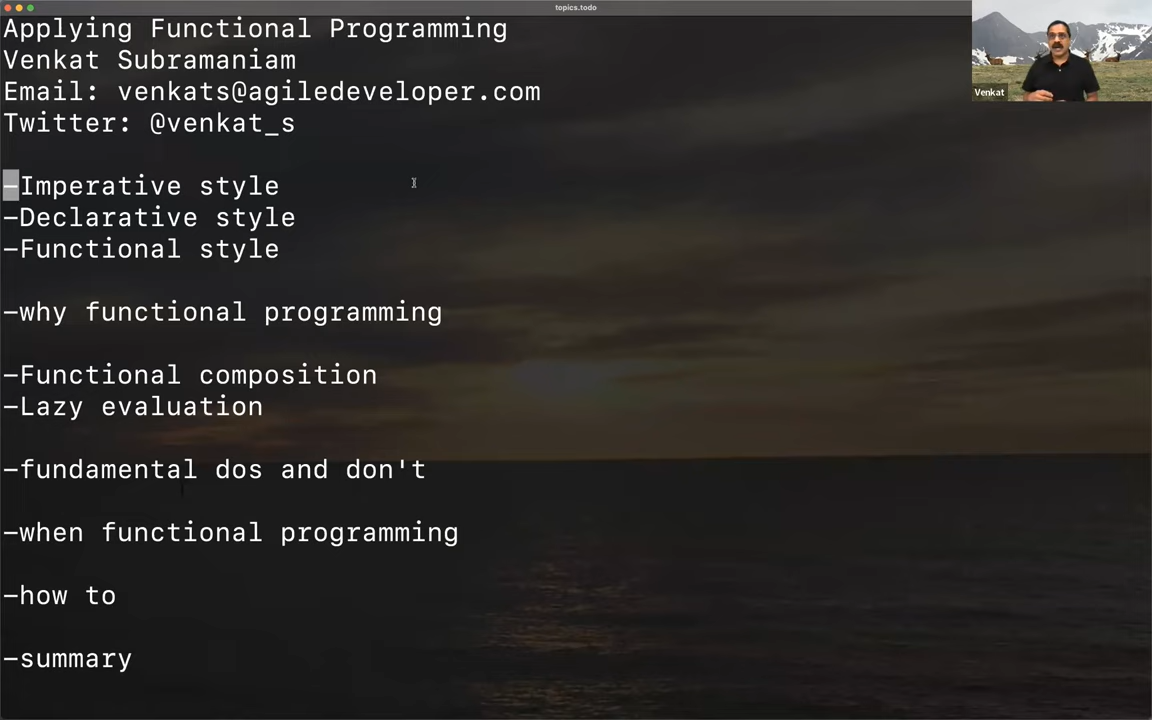 topics.todo
Applying Functional Programming
Venkat Subramaniam
Email: venkats@agiledeveloper.com
Twitter: @venkat_s
Venkat
-Imperative style
-Declarative style
-Functional style
-why functional programming
-Functional composition
-Lazy evaluation
-fundamental dos and don't
-when functional programming
-how to
-summary